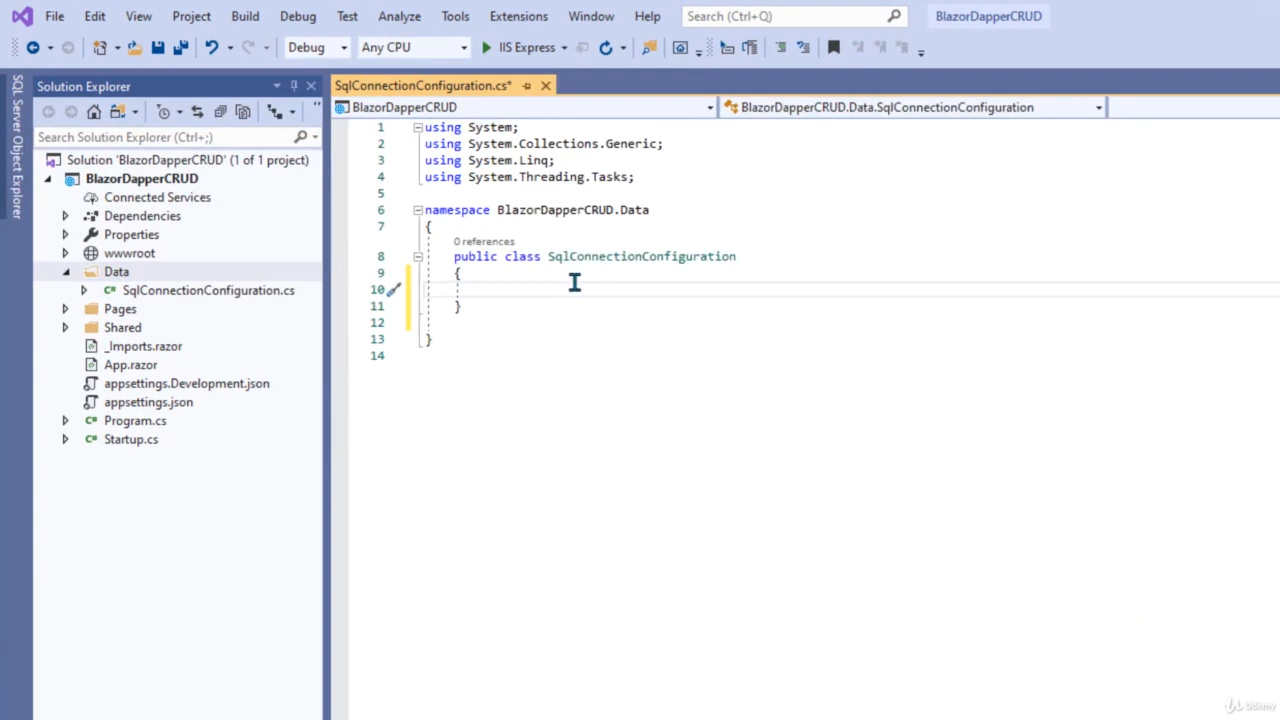 File Edit View Project Build Debug Test Analyze Tools Extensions Window Help Search (Ctrl+Q) BlazorDapperCRUD
Debug Any CPU IIS Express
SQL Server Object Explorer
Solution Explorer
Search Solution Explorer (Ctrl+;)
Solution 'BlazorDapperCRUD' (1 of 1 project)
BlazorDapperCRUD
Connected Services
Dependencies
Properties
wwwroot
Data
C# SqlConnectionConfiguration.cs
Pages
Shared
_Imports.razor
App.razor
appsettings.Development.json
appsettings.json
C# Program.cs
C# Startup.cs
SqlConnectionConfiguration.cs*
BlazorDapperCRUD BlazorDapperCRUD.Data.SqlConnectionConfiguration
1 using System;
2 using System.Collections.Generic;
3 using System.Linq;
4 using System.Threading.Tasks;
5
6 namespace BlazorDapperCRUD.Data
7 {
0 references
8 public class SqlConnectionConfiguration
9 {
10
11 }
12
13 }
14
Udemy